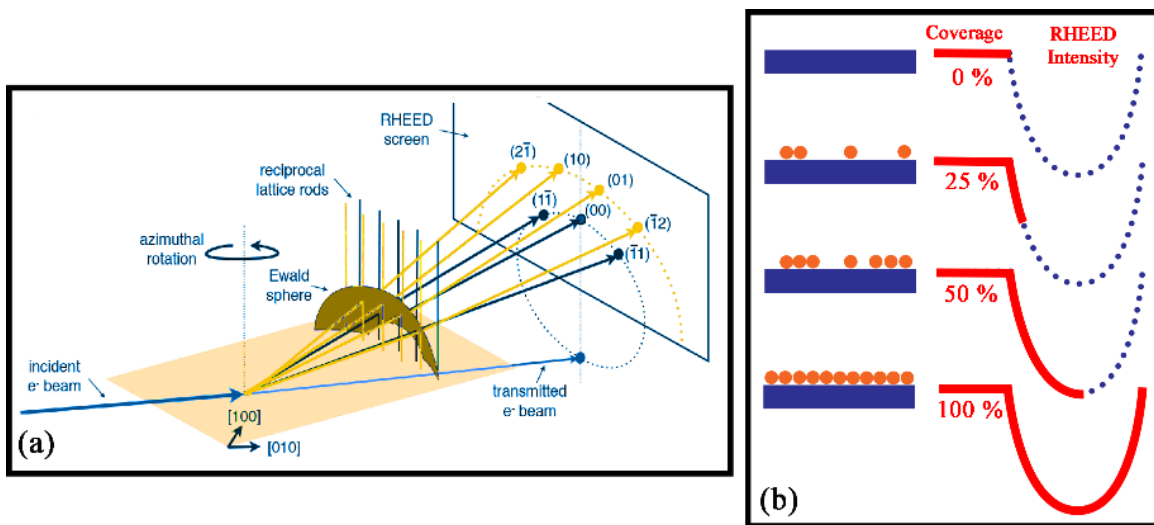 RHEED
screen
(21̅)
(10)
reciprocal
lattice rods
(01)
(11̅)
(00)
(1̅2)
azimuthal
rotation
(1̅1)
Ewald
sphere
incident
e⁻ beam
transmitted
e⁻ beam
[100]
[010]
(a)
Coverage
RHEED
Intensity
0 %
25 %
50 %
100 %
(b)